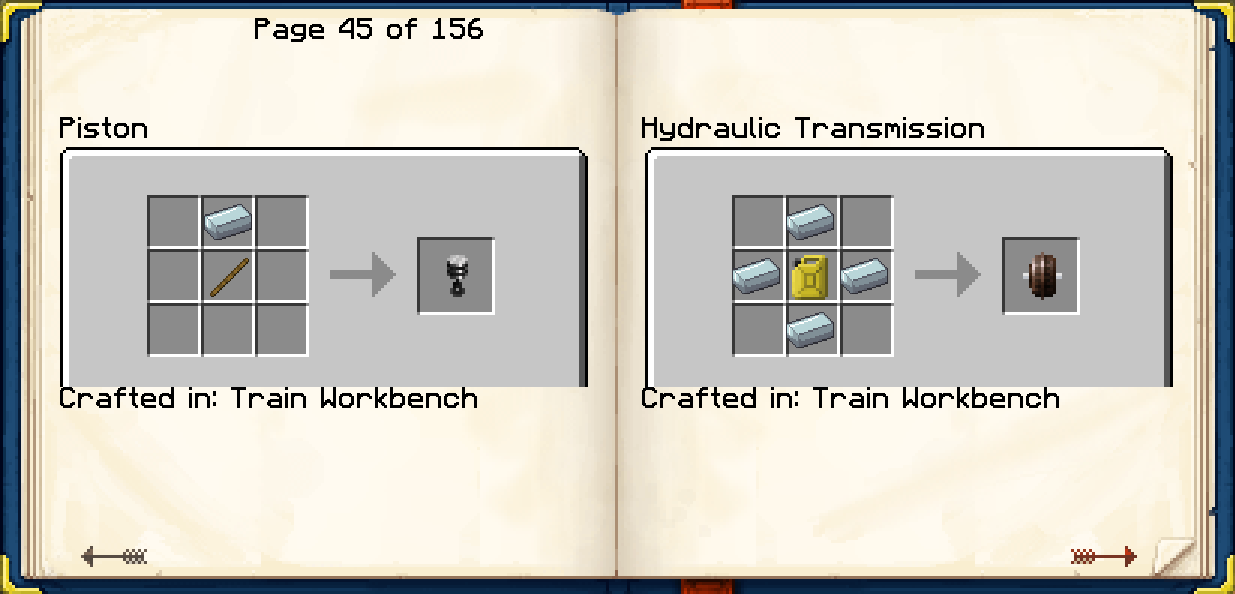 Page 45 of 156
Piston
Crafted in: Train Workbench
Hydraulic Transmission
Crafted in: Train Workbench